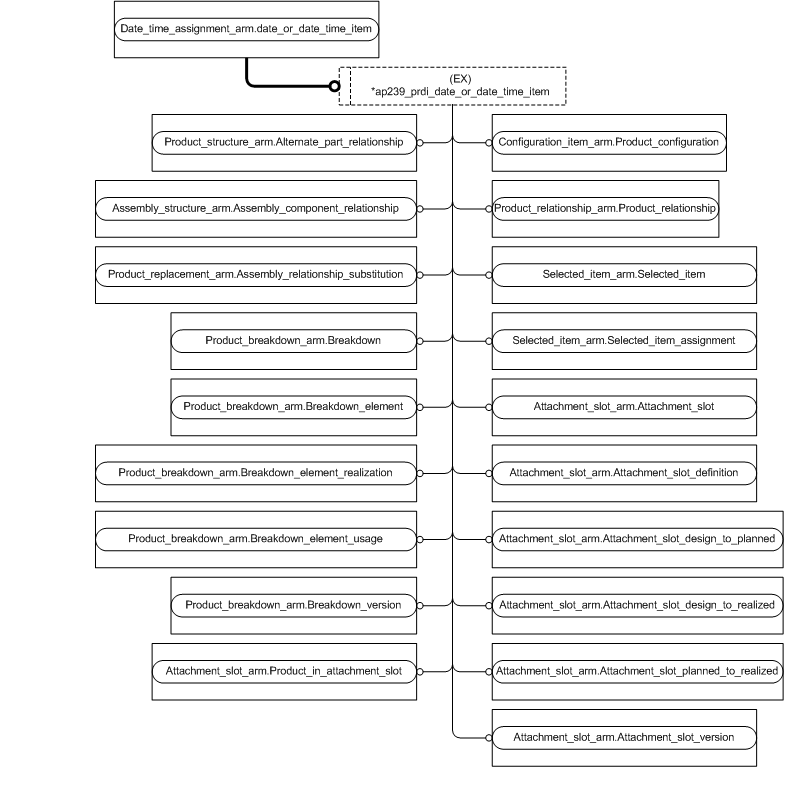 Date_time_assignment_arm.date_or_date_time_item
(EX)
*ap239_prdi_date_or_date_time_item
Product_structure_arm.Alternate_part_relationship
Configuration_item_arm.Product_configuration
Assembly_structure_arm.Assembly_component_relationship
Product_relationship_arm.Product_relationship
Product_replacement_arm.Assembly_relationship_substitution
Selected_item_arm.Selected_item
Product_breakdown_arm.Breakdown
Selected_item_arm.Selected_item_assignment
Product_breakdown_arm.Breakdown_element
Attachment_slot_arm.Attachment_slot
Product_breakdown_arm.Breakdown_element_realization
Attachment_slot_arm.Attachment_slot_definition
Product_breakdown_arm.Breakdown_element_usage
Attachment_slot_arm.Attachment_slot_design_to_planned
Product_breakdown_arm.Breakdown_version
Attachment_slot_arm.Attachment_slot_design_to_realized
Attachment_slot_arm.Product_in_attachment_slot
Attachment_slot_arm.Attachment_slot_planned_to_realized
Attachment_slot_arm.Attachment_slot_version